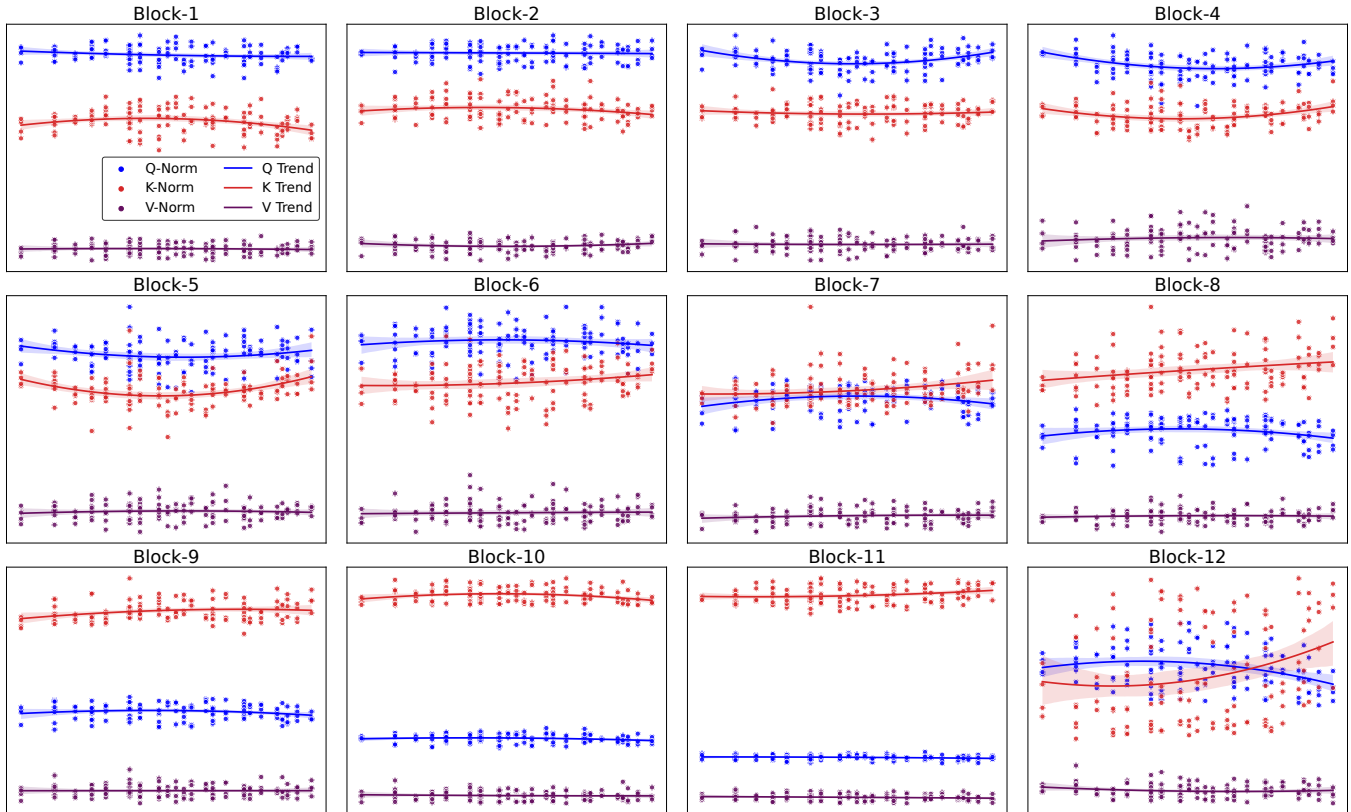 Block-1
Block-2
Block-3
Block-4
Q-Norm
Q Trend
K-Norm
K Trend
V-Norm
V Trend
Block-5
Block-6
Block-7
Block-8
Block-9
Block-10
Block-11
Block-12